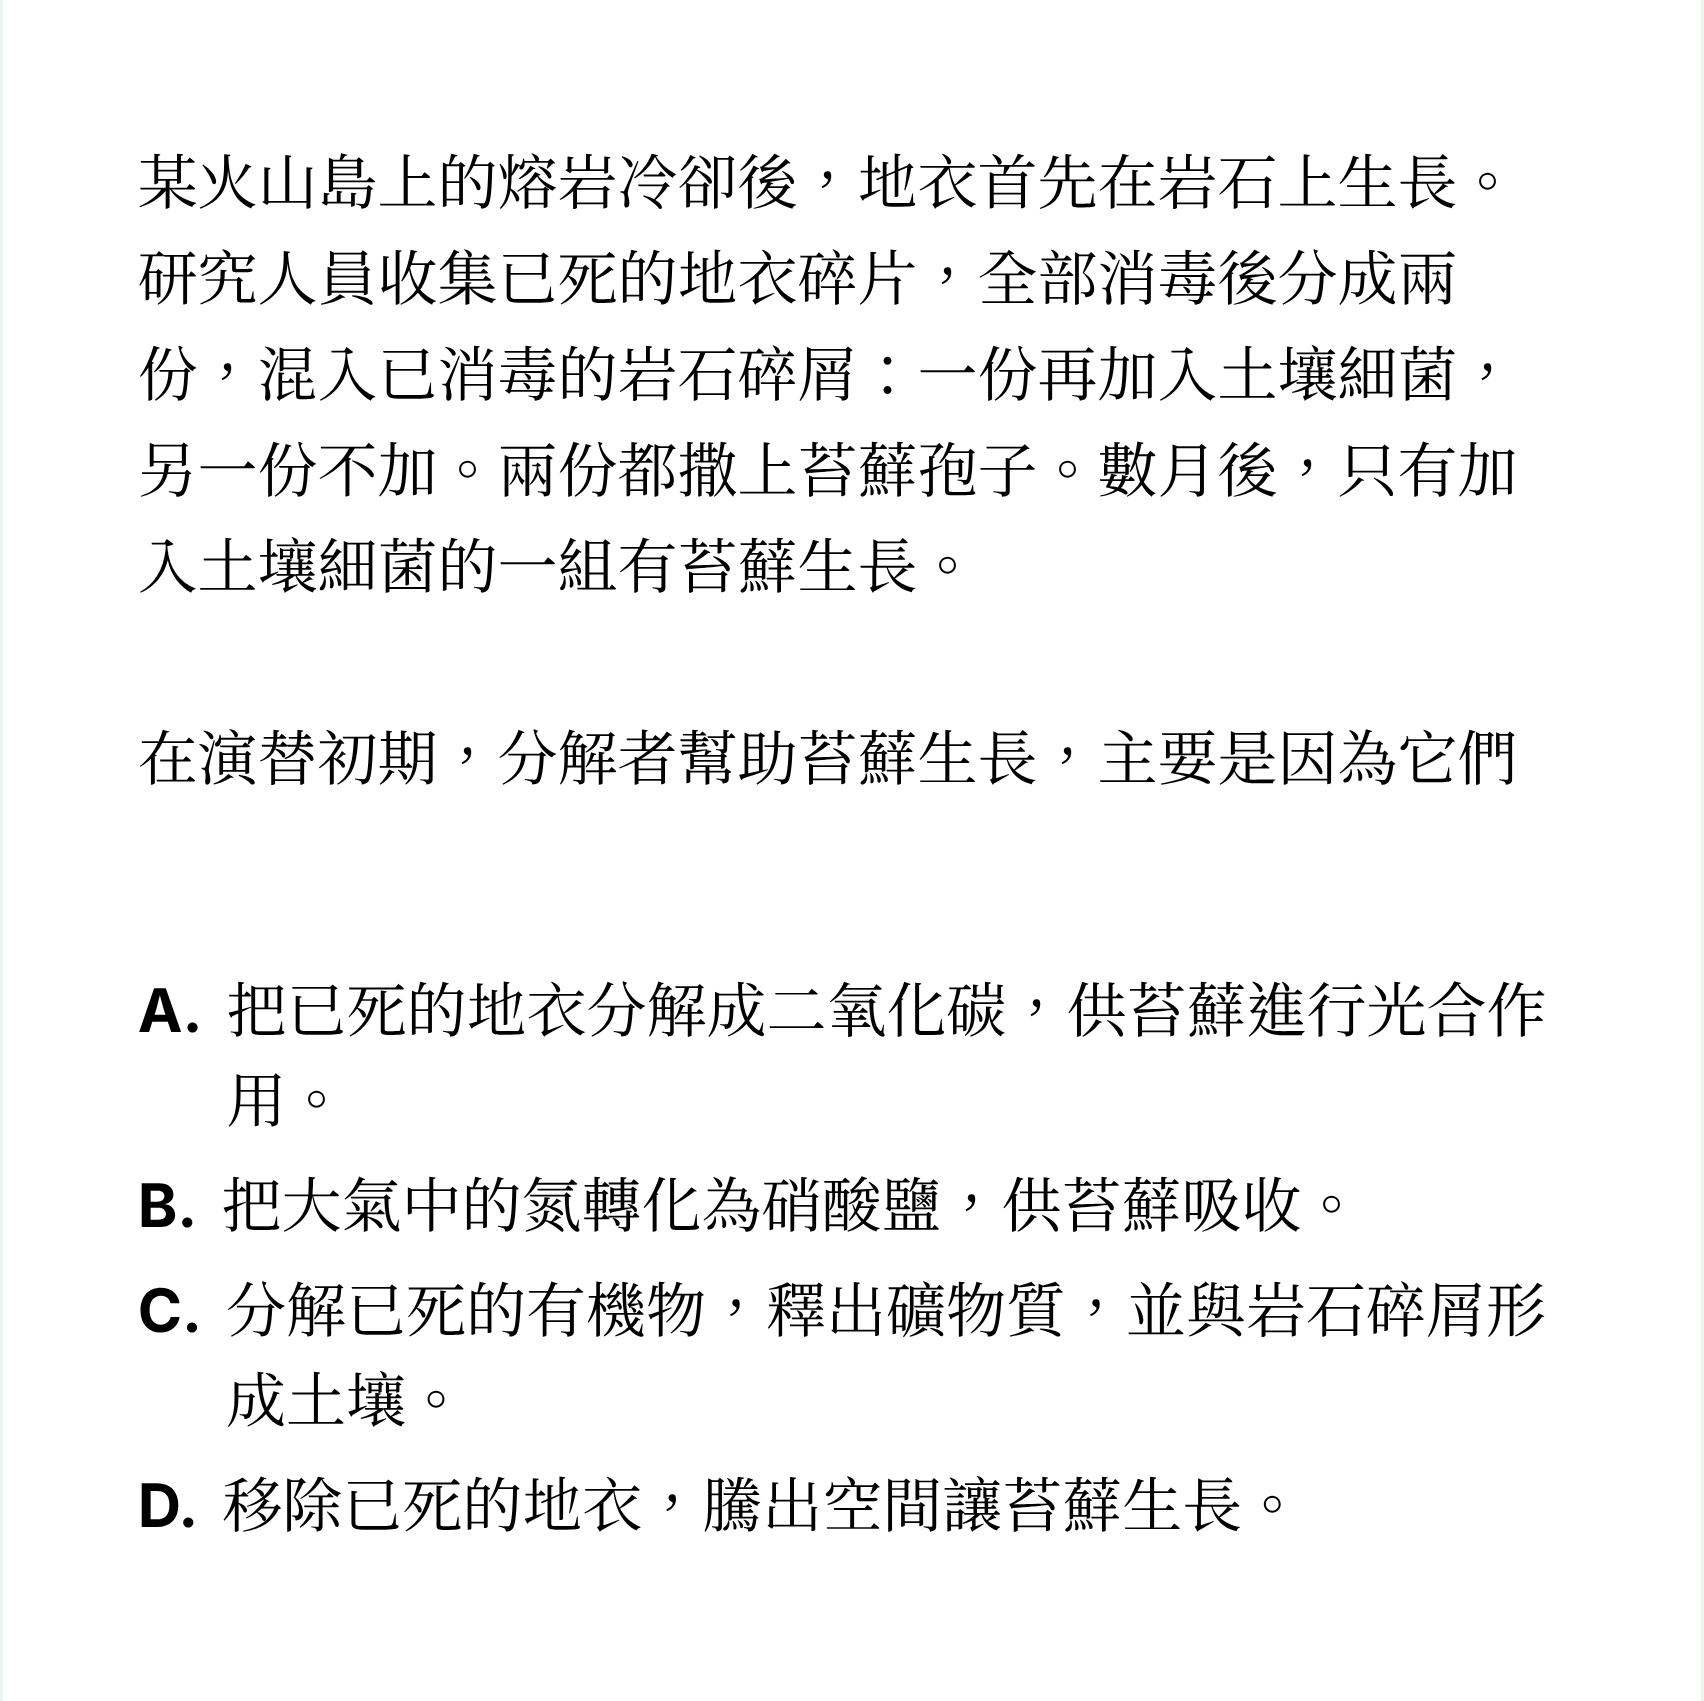 某火山島上的熔岩冷卻後，地衣首先在岩石上生長。
研究人員收集已死的地衣碎片，全部消毒後分成兩
份，混入已消毒的岩石碎屑：一份再加入土壤細菌，
另一份不加。兩份都撒上苔蘚孢子。數月後，只有加
入土壤細菌的一組有苔蘚生長。
在演替初期，分解者幫助苔蘚生長，主要是因為它們
A. 把已死的地衣分解成二氧化碳，供苔蘚進行光合作
用。
B. 把大氣中的氮轉化為硝酸鹽，供苔蘚吸收。
C. 分解已死的有機物，釋出礦物質，並與岩石碎屑形
成土壤。
D. 移除已死的地衣，騰出空間讓苔蘚生長。